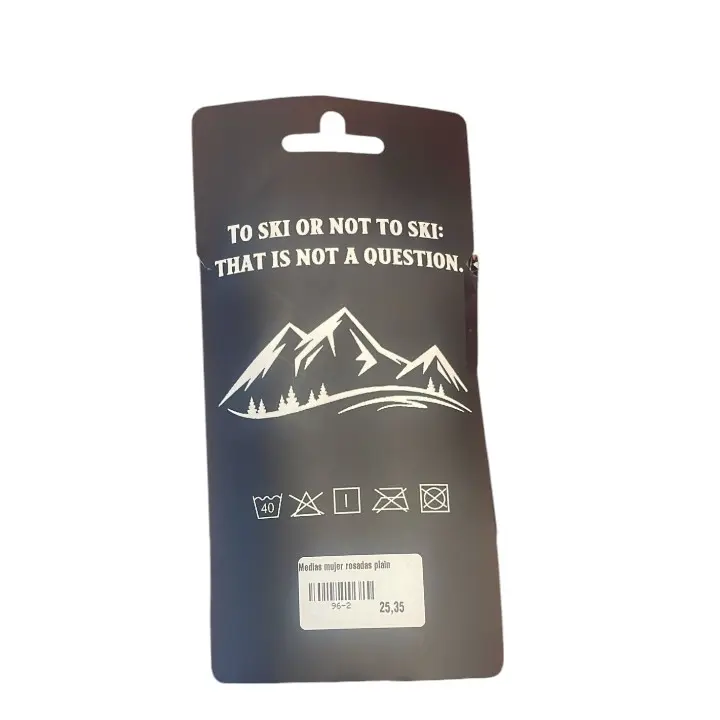 TO SKI OR NOT TO SKI:
THAT IS NOT A QUESTION.
40
Medias mujer rosadas plain
96-2 25,35